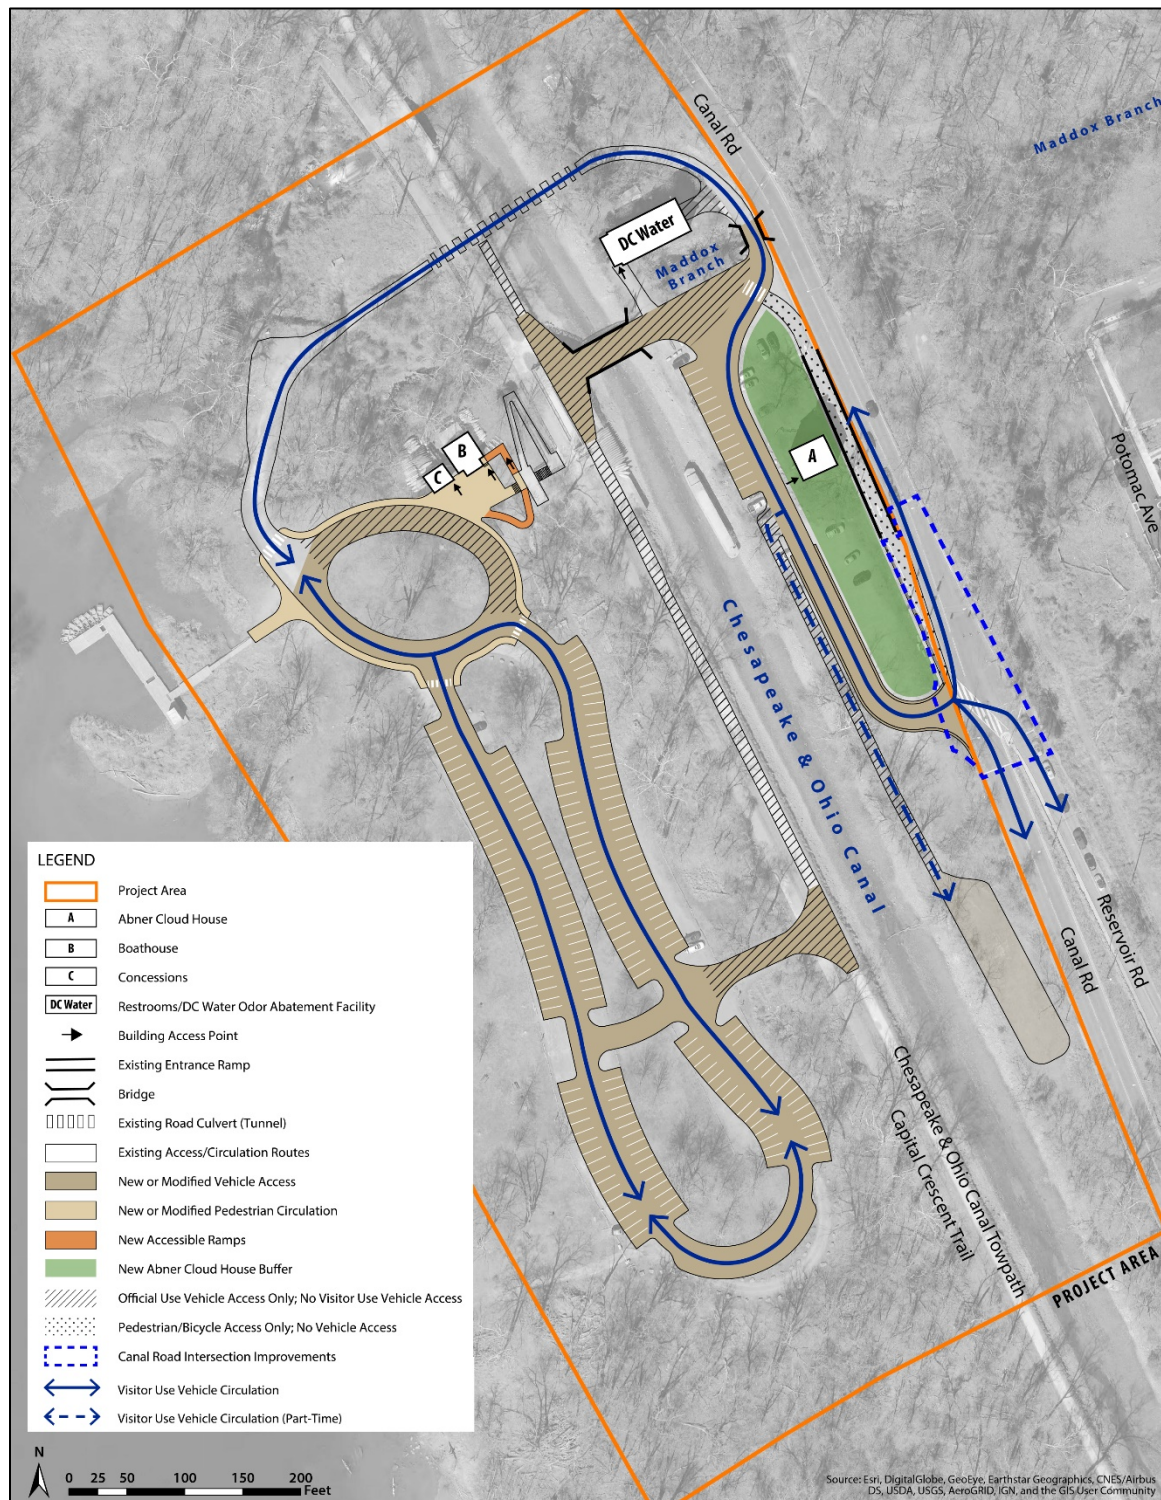 Canal Rd
Maddox Branch
DC Water
Maddox
Branch
A
B
C
Potomac Ave
Chesapeake & Ohio Canal
Reservoir Rd
Canal Rd
Chesapeake & Ohio Canal Towpath
Capital Crescent Trail
PROJECT AREA
LEGEND
Project Area
A Abner Cloud House
B Boathouse
C Concessions
DC Water Restrooms/DC Water Odor Abatement Facility
Building Access Point
Existing Entrance Ramp
Bridge
Existing Road Culvert (Tunnel)
Existing Access/Circulation Routes
New or Modified Vehicle Access
New or Modified Pedestrian Circulation
New Accessible Ramps
New Abner Cloud House Buffer
Official Use Vehicle Access Only; No Visitor Use Vehicle Access
Pedestrian/Bicycle Access Only; No Vehicle Access
Canal Road Intersection Improvements
Visitor Use Vehicle Circulation
Visitor Use Vehicle Circulation (Part-Time)
N
0 25 50 100 150 200
Feet
Source: Esri, DigitalGlobe, GeoEye, Earthstar Geographics, CNES/Airbus
DS, USDA, USGS, AeroGRID, IGN, and the GIS User Community